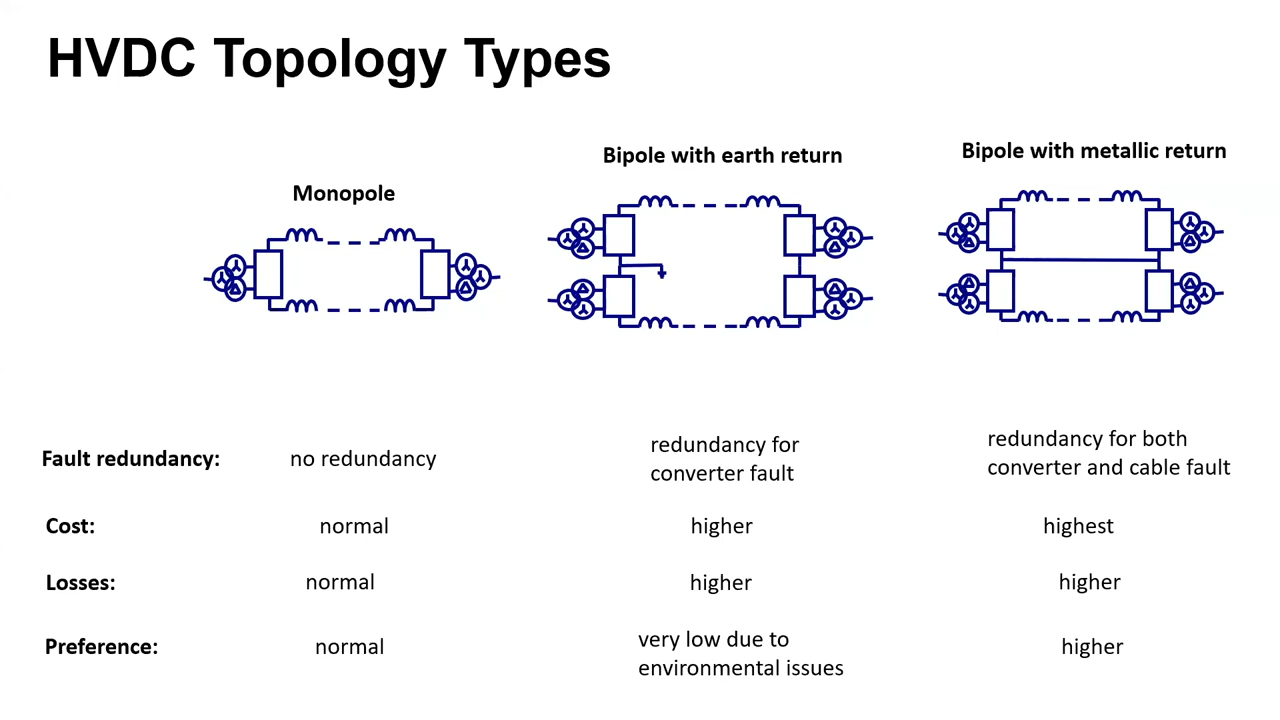 HVDC Topology Types
Monopole
Bipole with earth return
Bipole with metallic return
Fault redundancy:
no redundancy
redundancy for
converter fault
redundancy for both
converter and cable fault
Cost:
normal
higher
highest
Losses:
normal
higher
higher
Preference:
normal
very low due to
environmental issues
higher